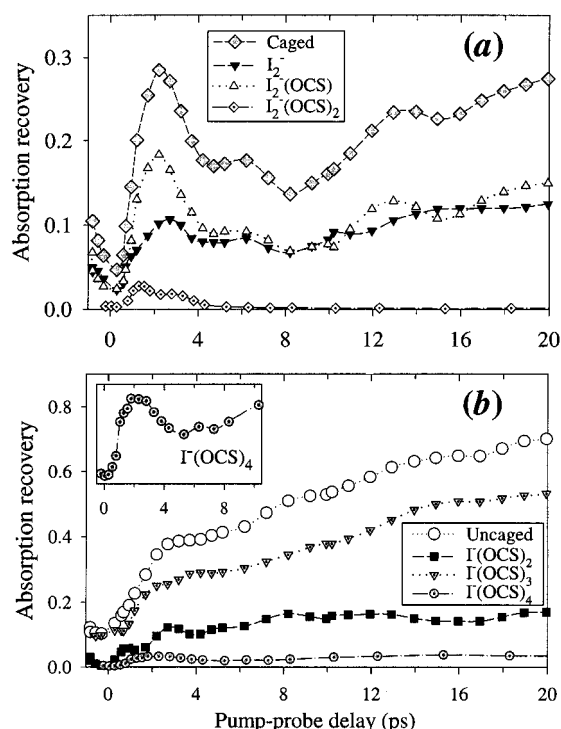 (a)
Absorption recovery
0.3
0.2
0.1
0.0
Caged
I₂⁻
I₂⁻(OCS)
I₂⁻(OCS)₂
0 4 8 12 16 20
(b)
Absorption recovery
0.8
0.6
0.4
0.2
0.0
I⁻(OCS)₄
0 4 8
Uncaged
I⁻(OCS)₂
I⁻(OCS)₃
I⁻(OCS)₄
0 4 8 12 16 20
Pump-probe delay (ps)